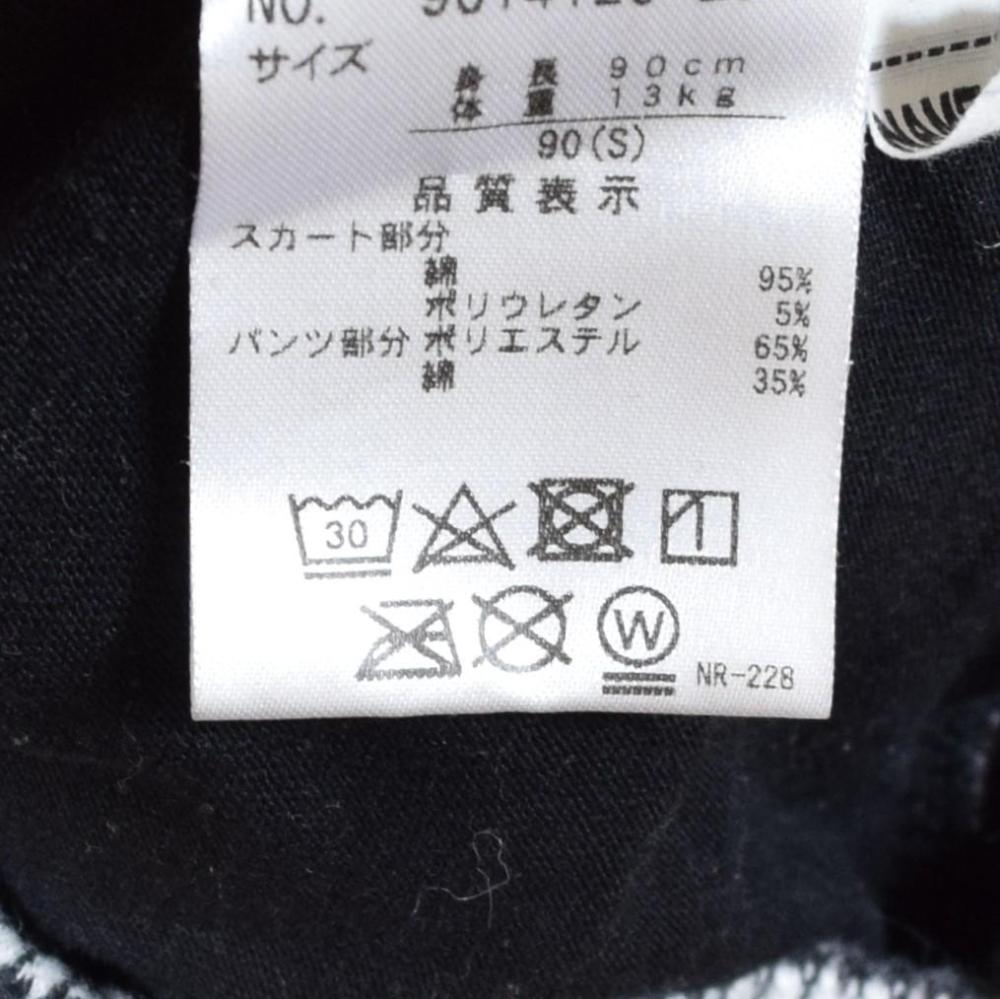 NO.
サイズ
身長 90cm
体重 13kg
90(S)
品質表示
スカート部分
綿 95%
ポリウレタン 5%
パンツ部分 ポリエステル 65%
綿 35%
30
W
NR-228